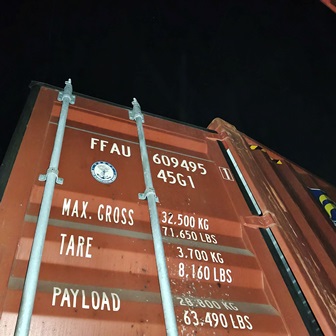 FFAU 609495
45G1
MAX. GROSS 32,500 KG
71,650 LBS
TARE 3.700 KG
8,160 LBS
PAYLOAD 28.800 KG
63.490 LBS